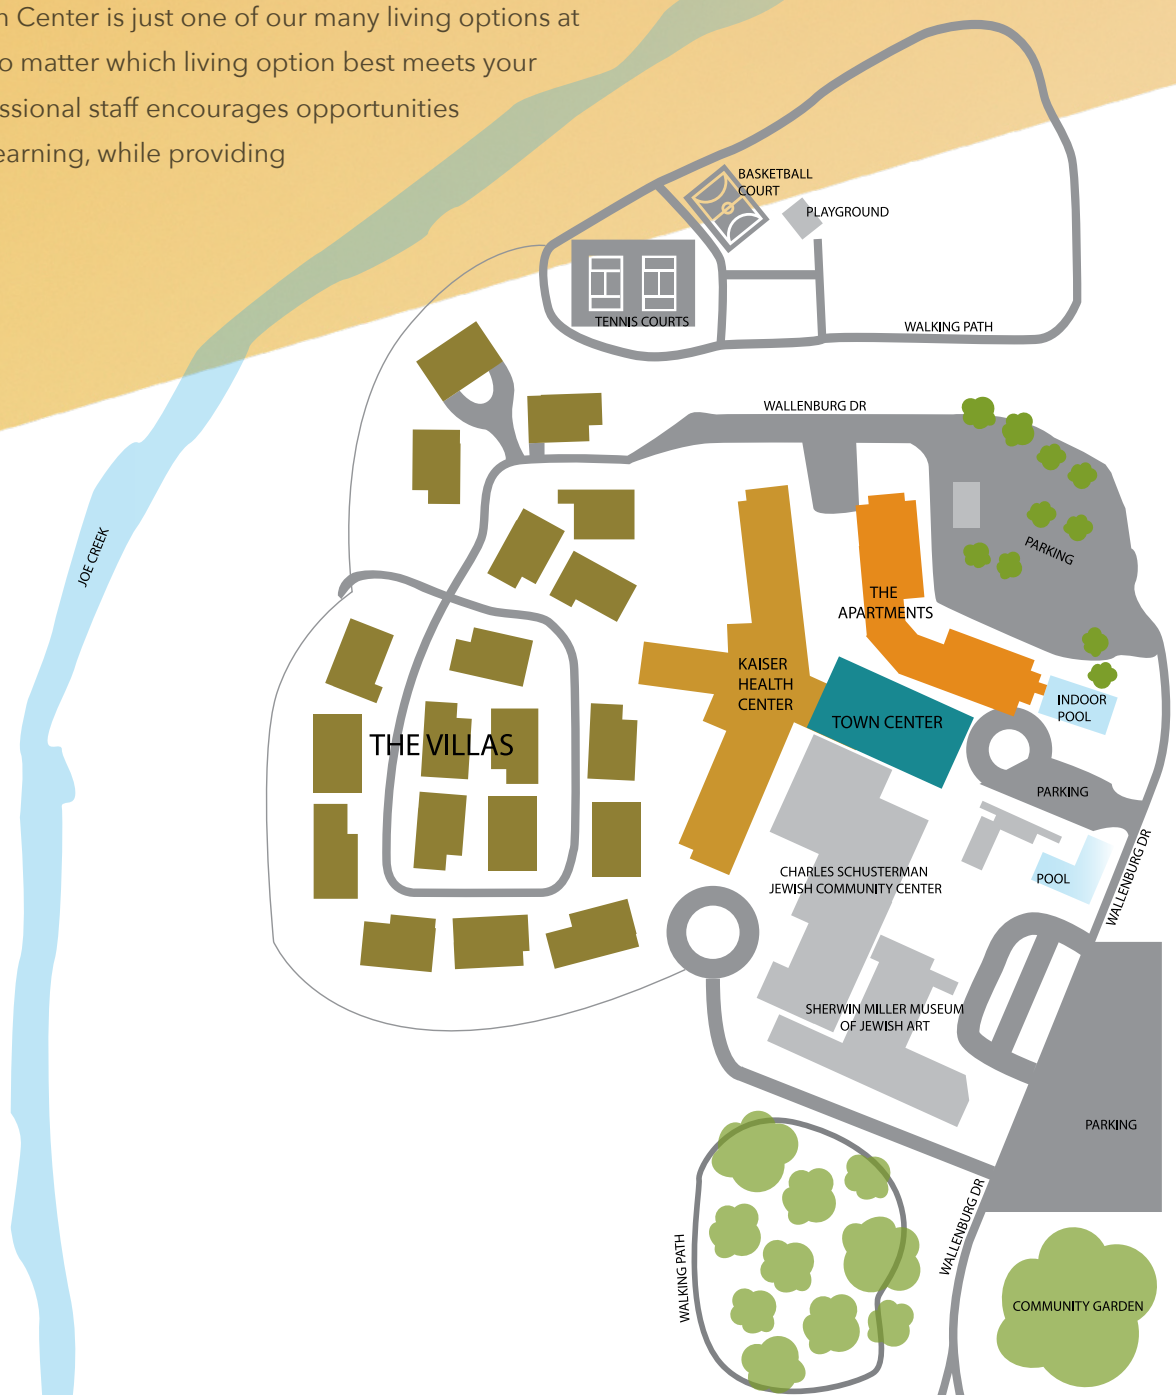 n Center is just one of our many living options at
o matter which living option best meets your
ssional staff encourages opportunities
earning, while providing
BASKETBALL
COURT
PLAYGROUND
TENNIS COURTS
WALKING PATH
WALLENBURG DR
JOE CREEK
PARKING
THE
APARTMENTS
KAISER
HEALTH
CENTER
INDOOR
POOL
TOWN CENTER
THE VILLAS
PARKING
CHARLES SCHUSTERMAN
JEWISH COMMUNITY CENTER
POOL
WALLENBURG DR
SHERWIN MILLER MUSEUM
OF JEWISH ART
PARKING
WALLENBURG DR
WALKING PATH
COMMUNITY GARDEN